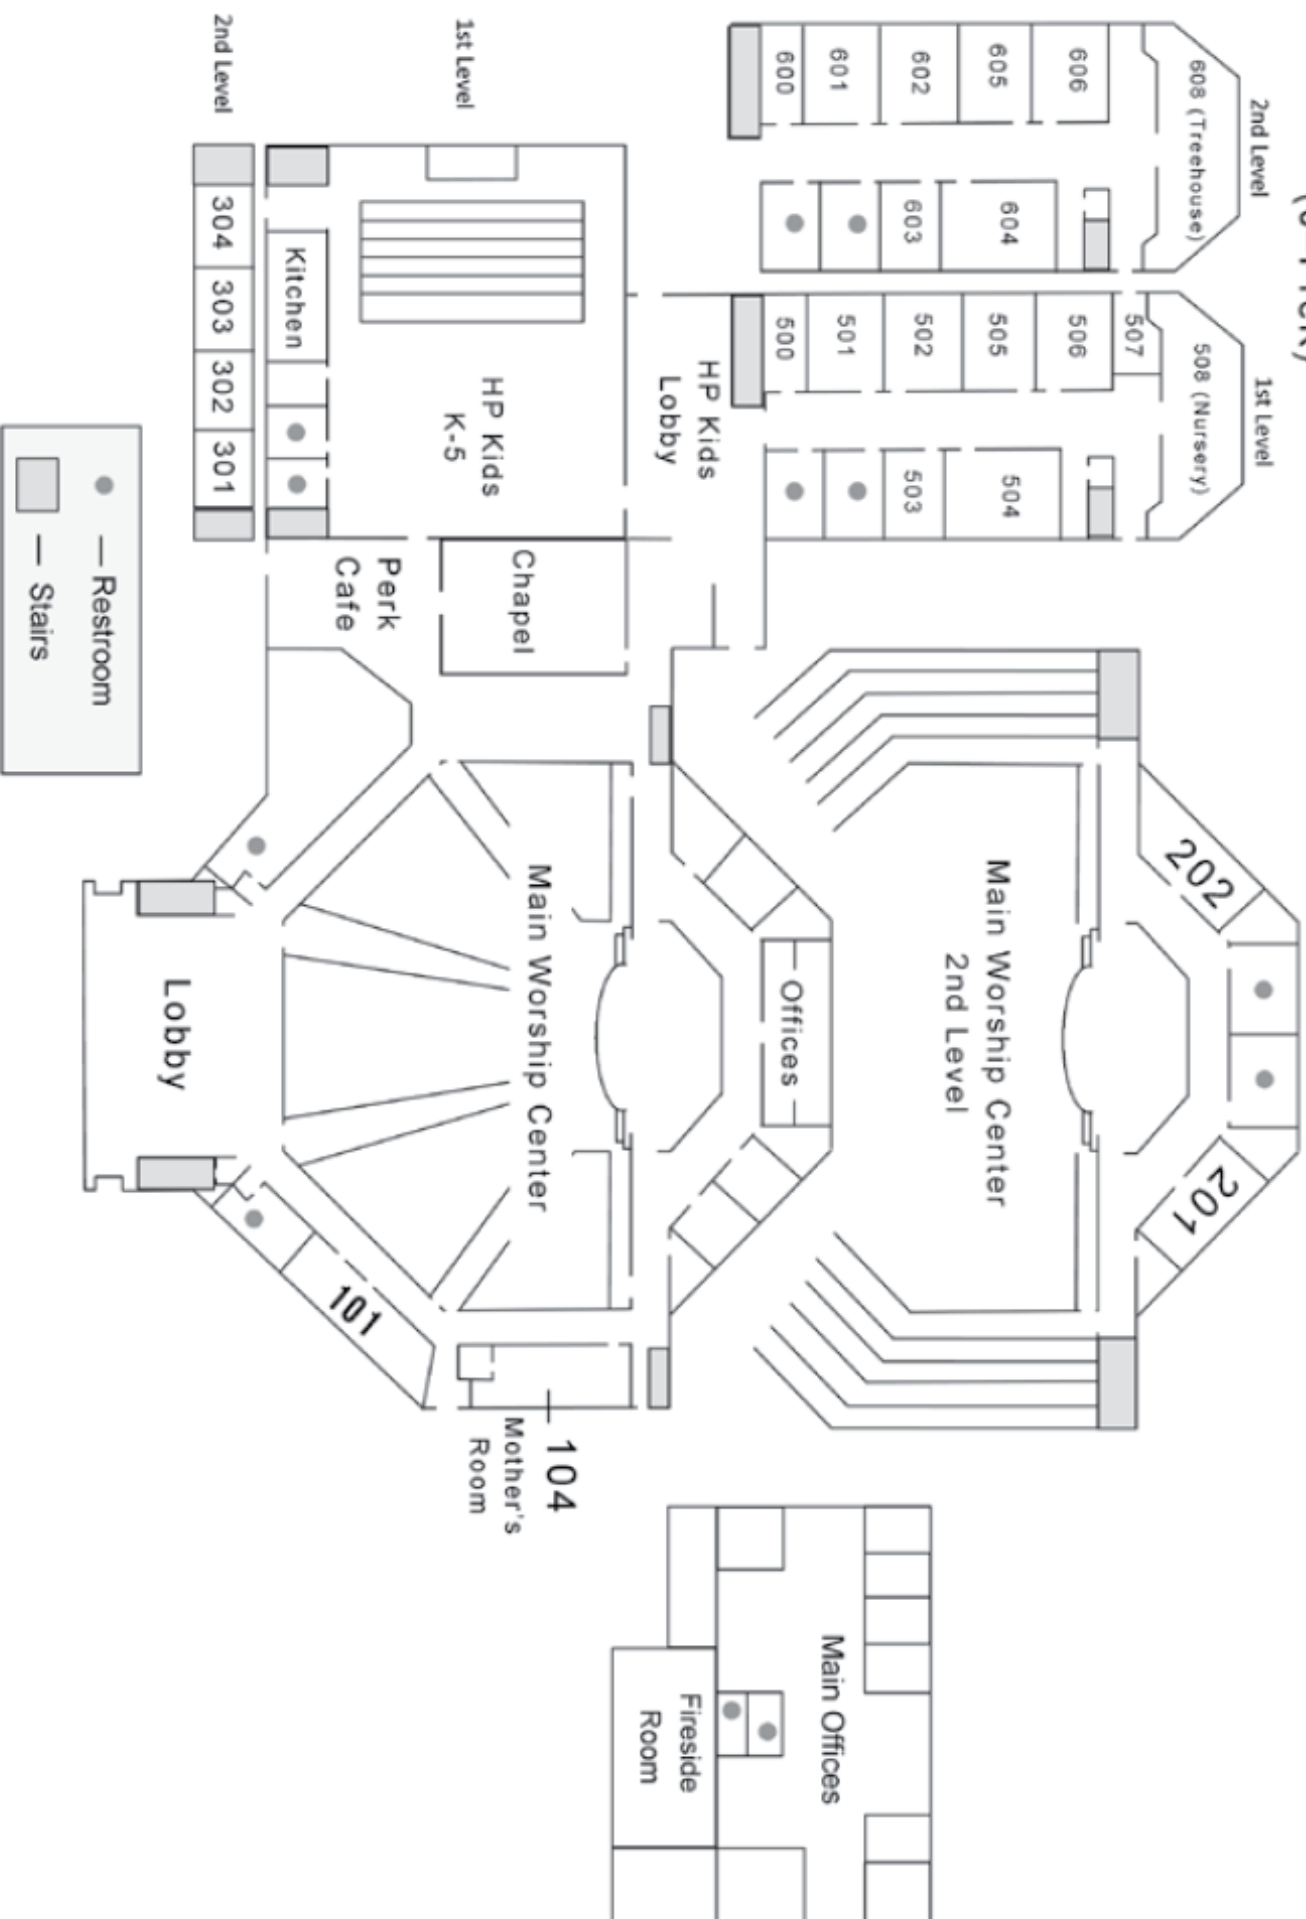 2nd Level
1st Level
608 (Treehouse)
606
605
602
601
600
604
603
508 (Nursery)
507
506
505
502
501
500
504
503
202
201
Main Worship Center
2nd Level
HP Kids
Lobby
Offices
Main Offices
Fireside
Room
1st Level
HP Kids
K-5
Chapel
Main Worship Center
104
Mother's
Room
Perk
Cafe
Kitchen
101
2nd Level
304
303
302
301
Lobby
— Restroom
— Stairs